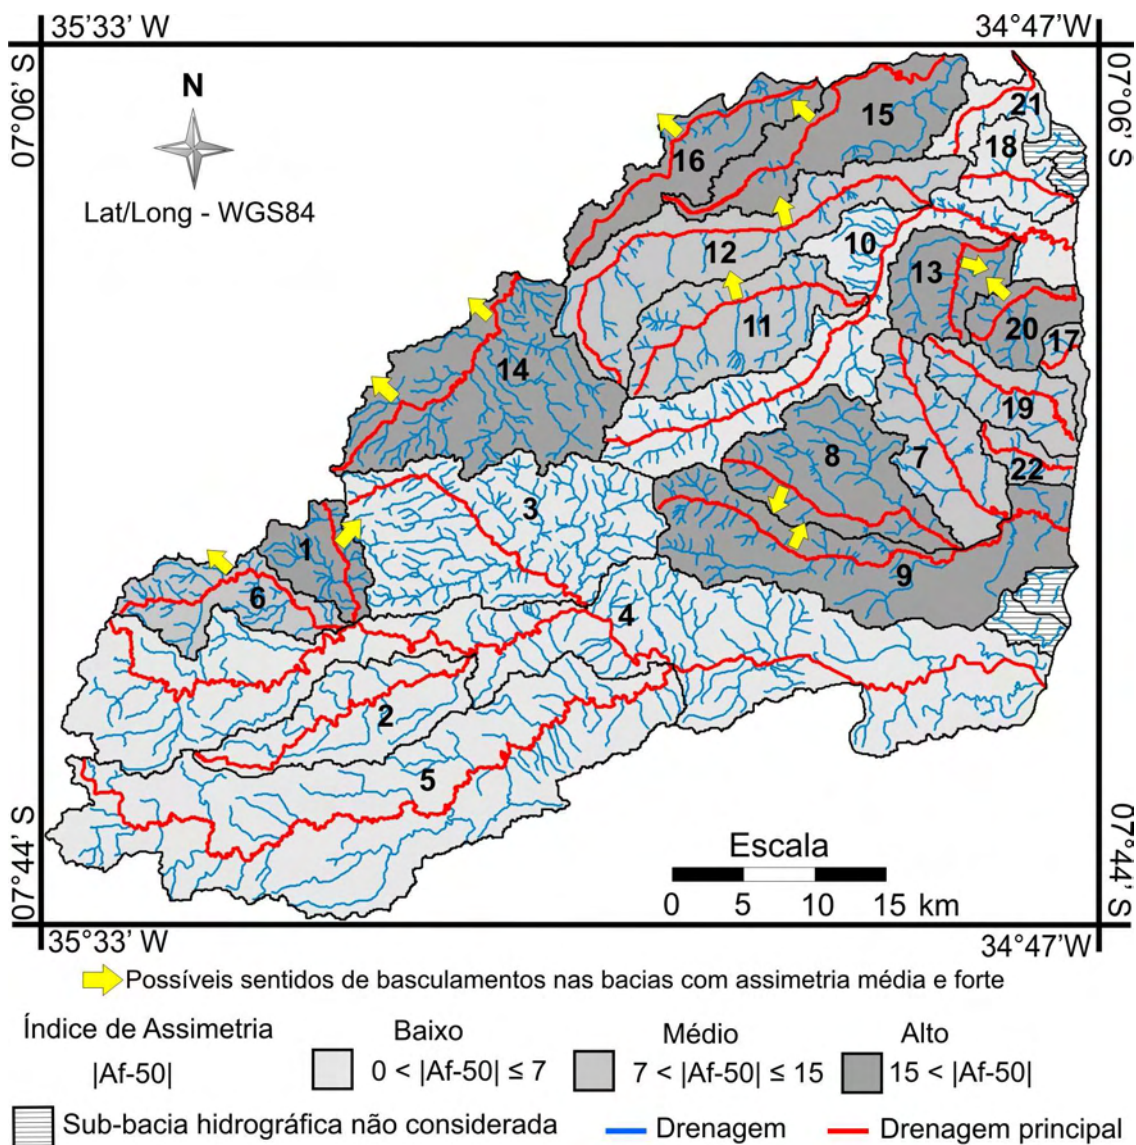 35'33' W 34°47'W
07°06' S 07°06' S
N
Lat/Long - WGS84
21
15
18
16
10
12
13
11
20
17
14
19
8
7
22
3
1
9
6
4
2
5
Escala
0 5 10 15 km
07°44' S 07°44' S
35°33' W 34°47'W
Possíveis sentidos de basculamentos nas bacias com assimetria média e forte
Índice de Assimetria Baixo Médio Alto
|Af-50| 0 < |Af-50| ≤ 7 7 < |Af-50| ≤ 15 15 < |Af-50|
Sub-bacia hidrográfica não considerada Drenagem Drenagem principal